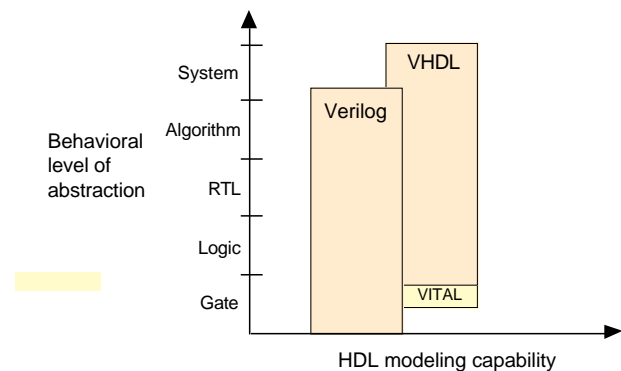 System
VHDL
Verilog
Algorithm
Behavioral
level of
abstraction
RTL
Logic
VITAL
Gate
HDL modeling capability